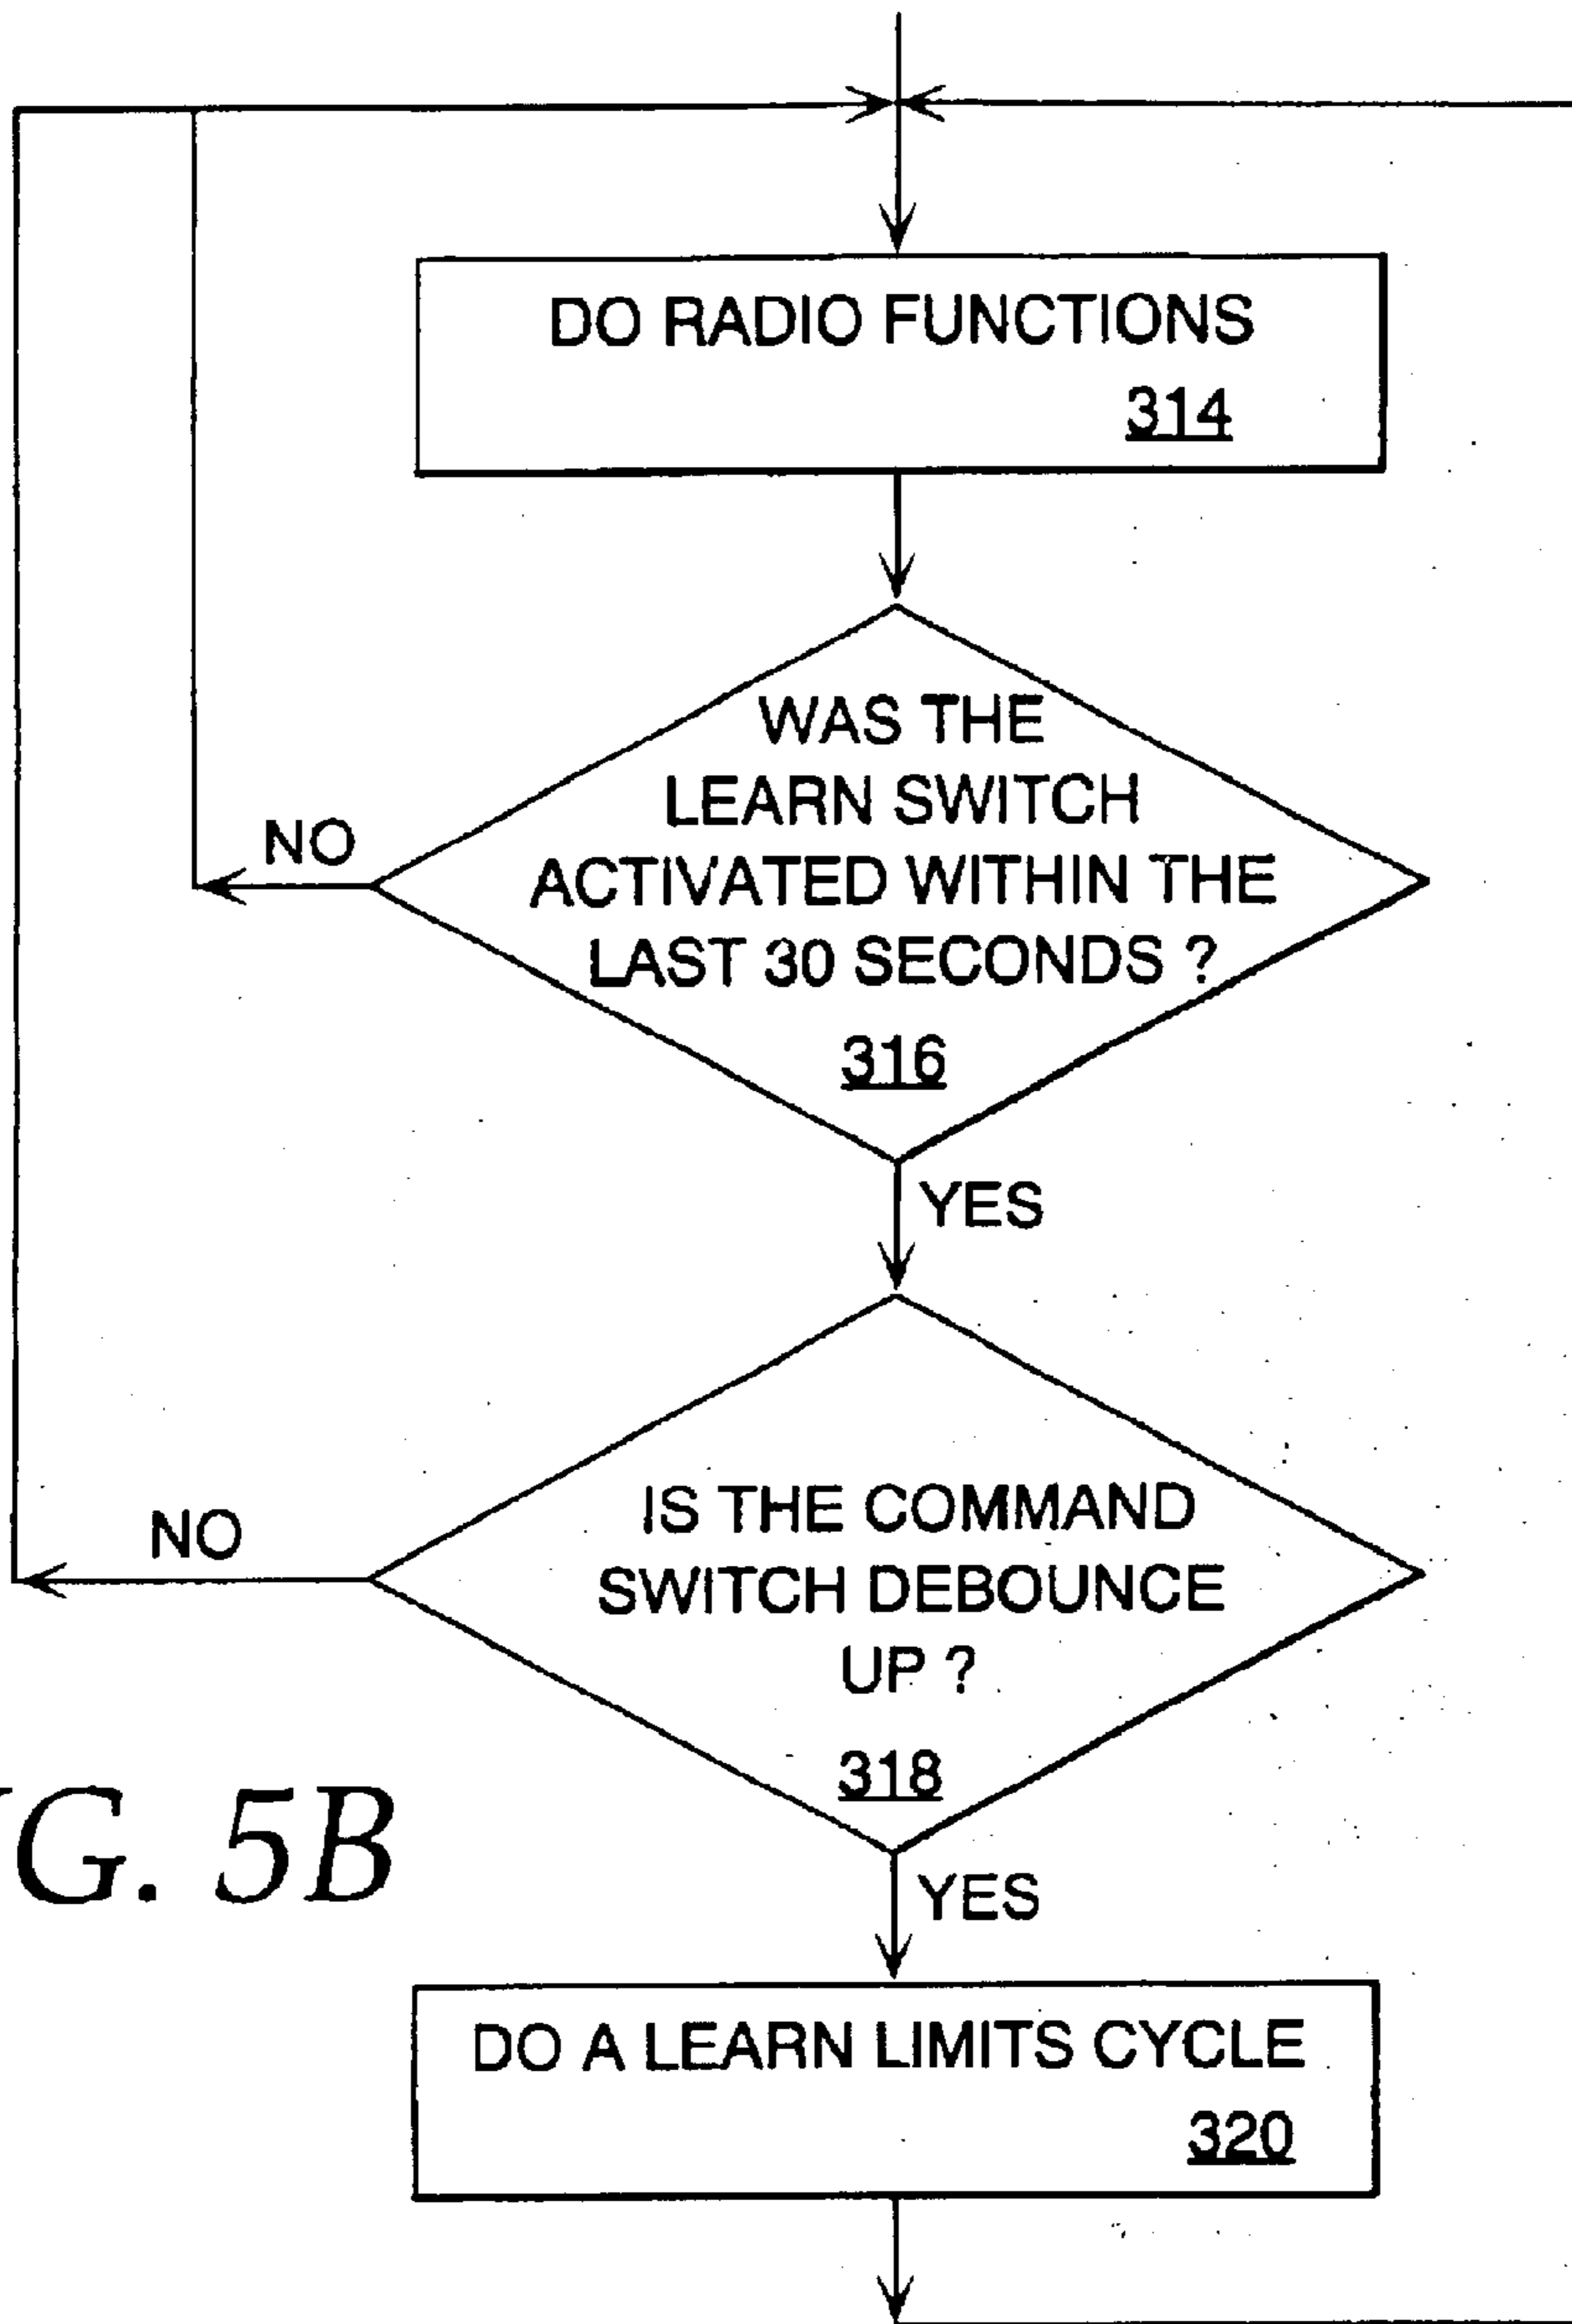 DO RADIO FUNCTIONS
314
WAS THE
LEARN SWITCH
ACTIVATED WITHIN THE
LAST 30 SECONDS ?
316
NO
YES
IS THE COMMAND
SWITCH DEBOUNCE
UP ?
318
NO
YES
G. 5B
DO A LEARN LIMITS CYCLE
320